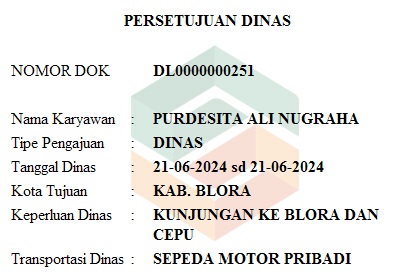 PERSETUJUAN DINAS
NOMOR DOK DL0000000251
Nama Karyawan : PURDESITA ALI NUGRAHA
Tipe Pengajuan : DINAS
Tanggal Dinas : 21-06-2024 sd 21-06-2024
Kota Tujuan : KAB. BLORA
Keperluan Dinas : KUNJUNGAN KE BLORA DAN
CEPU
Transportasi Dinas : SEPEDA MOTOR PRIBADI